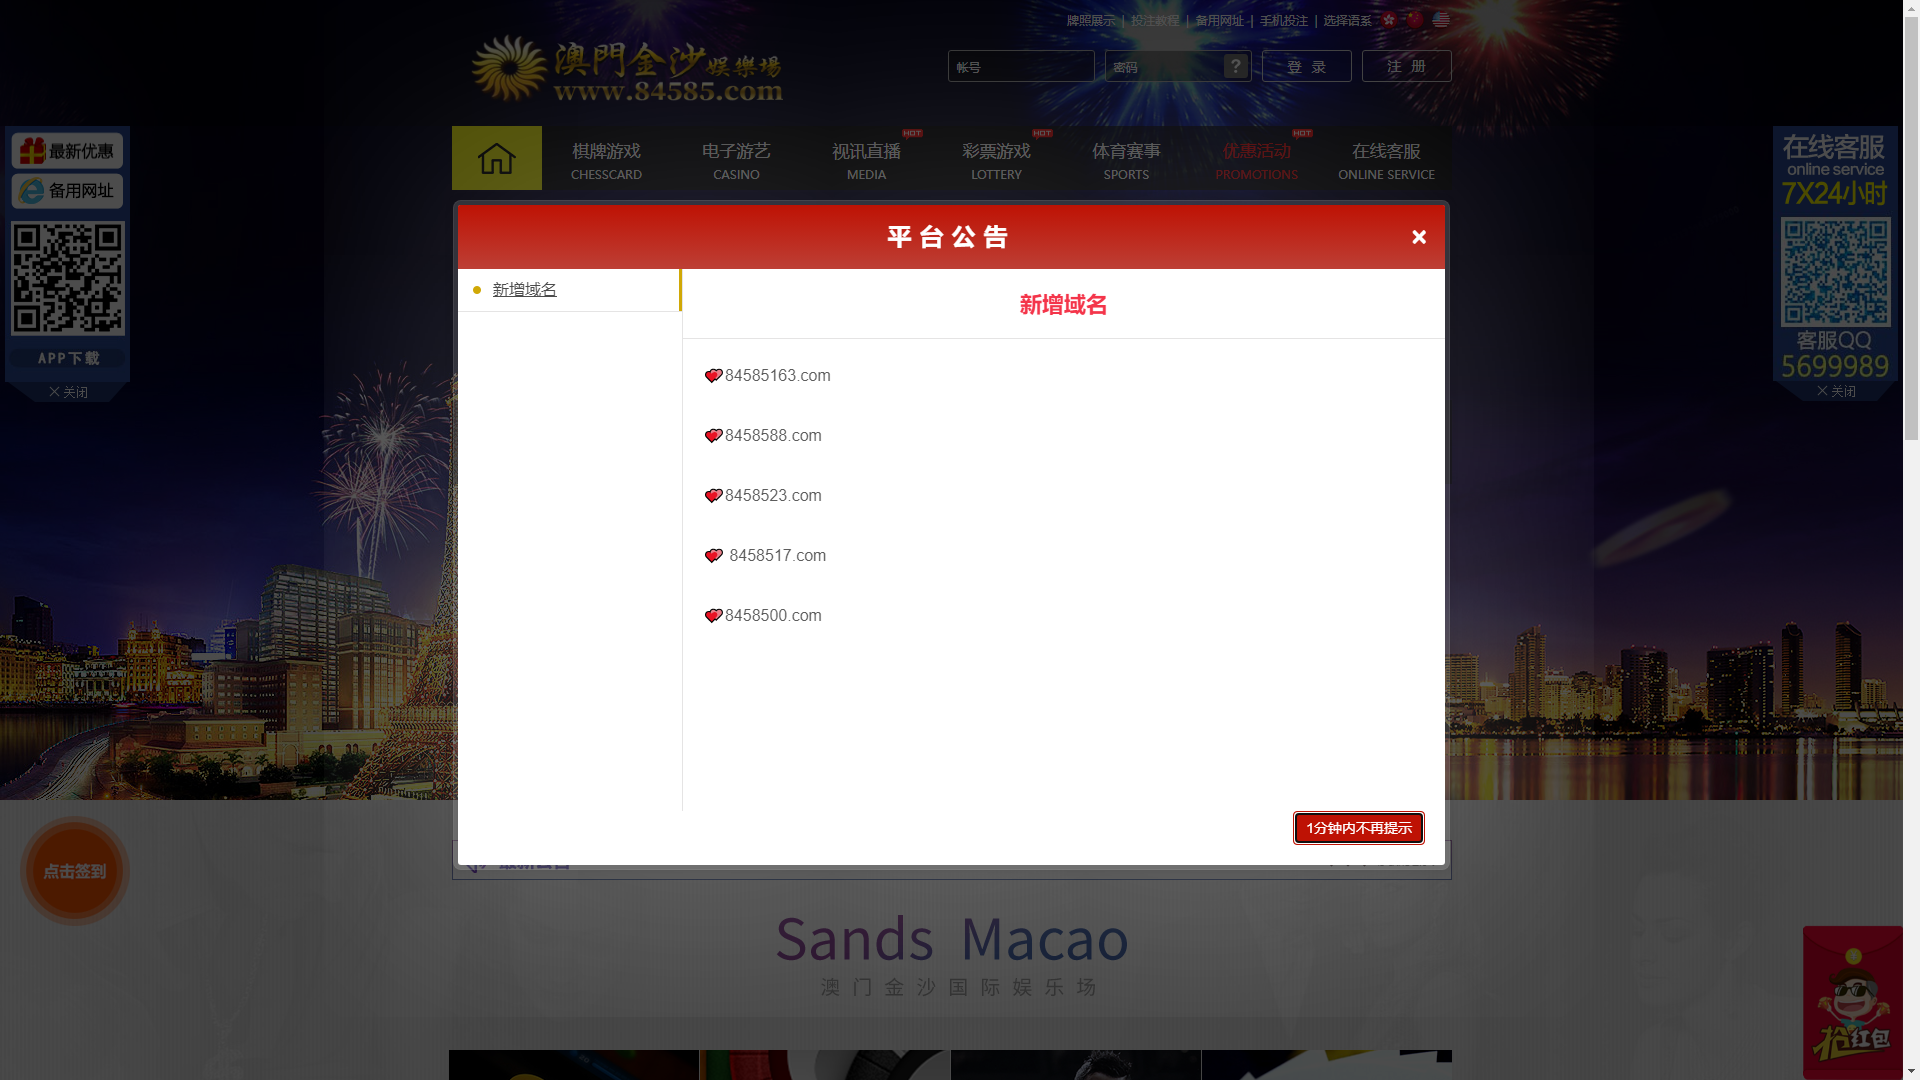 牌照展示 | 投注教程 | 备用网址 | 手机投注 | 选择语系
澳門金沙娱樂場
www.84585.com
帐号
密码
?
登 录
注 册
棋牌游戏
CHESSCARD
电子游艺
CASINO
HOT
视讯直播
MEDIA
HOT
彩票游戏
LOTTERY
体育赛事
SPORTS
HOT
优惠活动
PROMOTIONS
在线客服
ONLINE SERVICE
最新优惠
备用网址
APP下载
关闭
在线客服
online service
7X24小时
客服QQ
5699989
关闭
平台公告
新增域名
新增域名
84585163.com
8458588.com
8458523.com
8458517.com
8458500.com
1分钟内不再提示
点击签到
最新公告
Sands Macao
澳门金沙国际娱乐场
抢红包